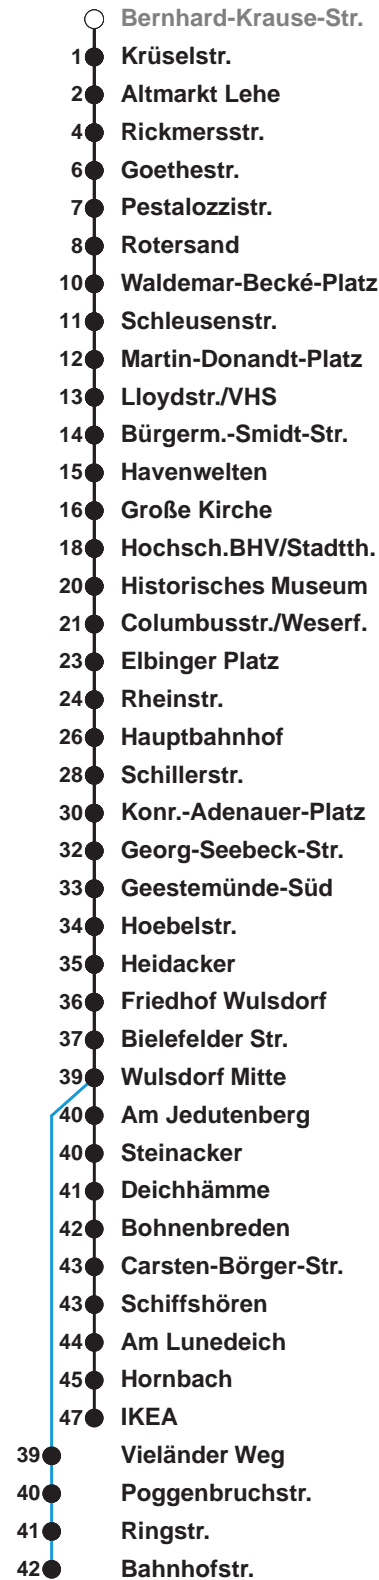 Bernhard-Krause-Str.
1 Krüselstr.
2 Altmarkt Lehe
4 Rickmersstr.
6 Goethestr.
7 Pestalozzistr.
8 Rotersand
10 Waldemar-Becké-Platz
11 Schleusenstr.
12 Martin-Donandt-Platz
13 Lloydstr./VHS
14 Bürgerm.-Smidt-Str.
15 Havenwelten
16 Große Kirche
18 Hochsch.BHV/Stadtth.
20 Historisches Museum
21 Columbusstr./Weserf.
23 Elbinger Platz
24 Rheinstr.
26 Hauptbahnhof
28 Schillerstr.
30 Konr.-Adenauer-Platz
32 Georg-Seebeck-Str.
33 Geestemünde-Süd
34 Hoebelstr.
35 Heidacker
36 Friedhof Wulsdorf
37 Bielefelder Str.
39 Wulsdorf Mitte
40 Am Jedutenberg
40 Steinacker
41 Deichhämme
42 Bohnenbreden
43 Carsten-Börger-Str.
43 Schiffshören
44 Am Lunedeich
45 Hornbach
47 IKEA
39 Vieländer Weg
40 Poggenbruchstr.
41 Ringstr.
42 Bahnhofstr.